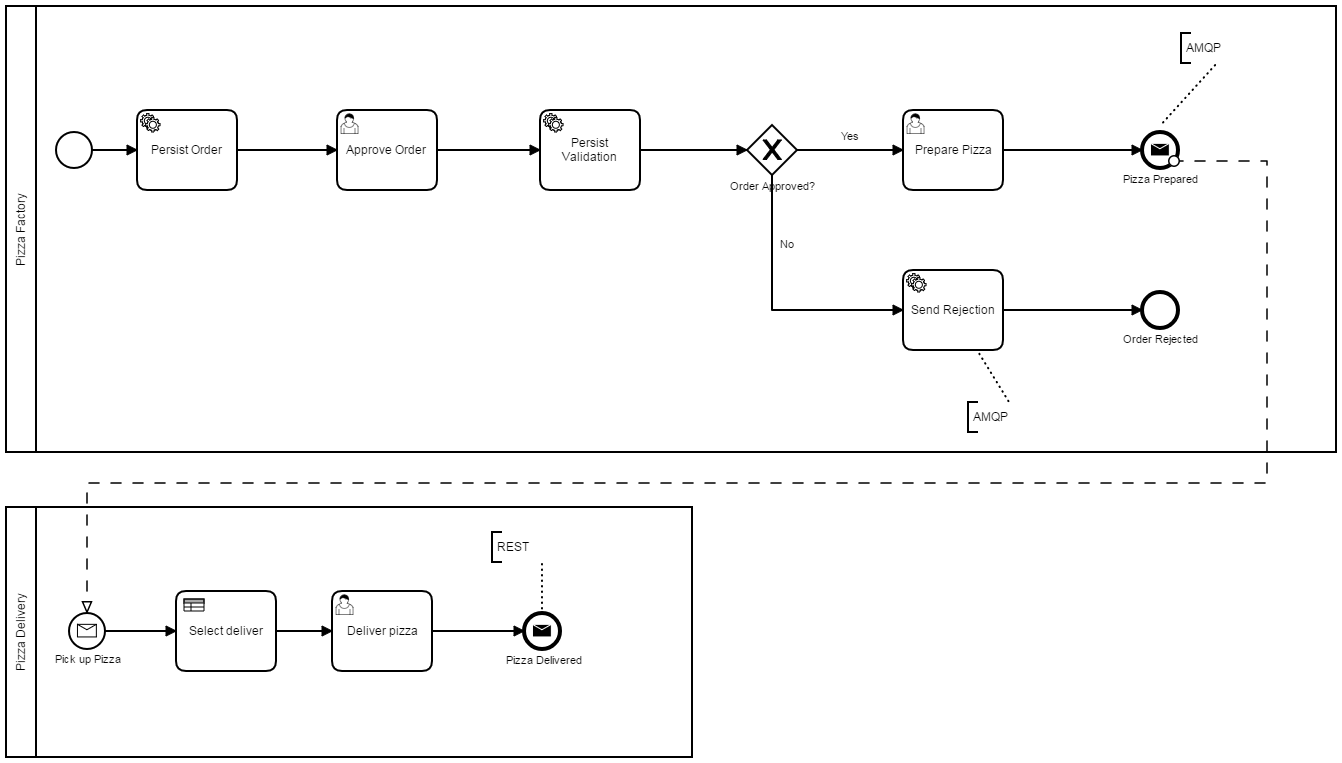 Pizza Factory
AMQP
Persist Order
Approve Order
Persist
Validation
Order Approved?
Yes
Prepare Pizza
Pizza Prepared
No
Send Rejection
Order Rejected
AMQP
Pizza Delivery
REST
Pick up Pizza
Select deliver
Deliver pizza
Pizza Delivered